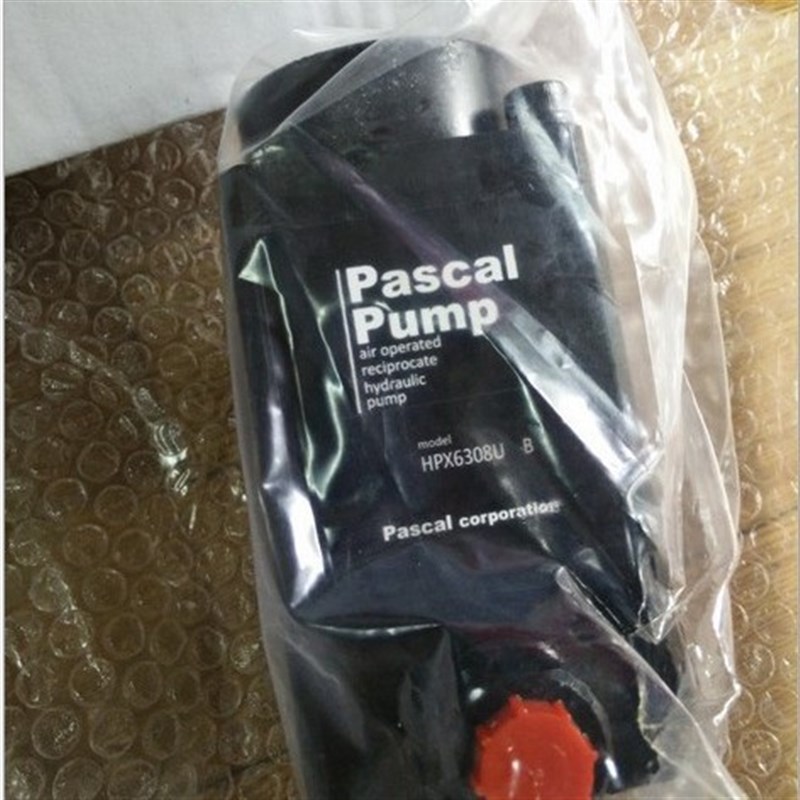 Pascal
Pump
air operated
reciprocate
hydraulic
pump
model
HPX6308U -B
Pascal corporation